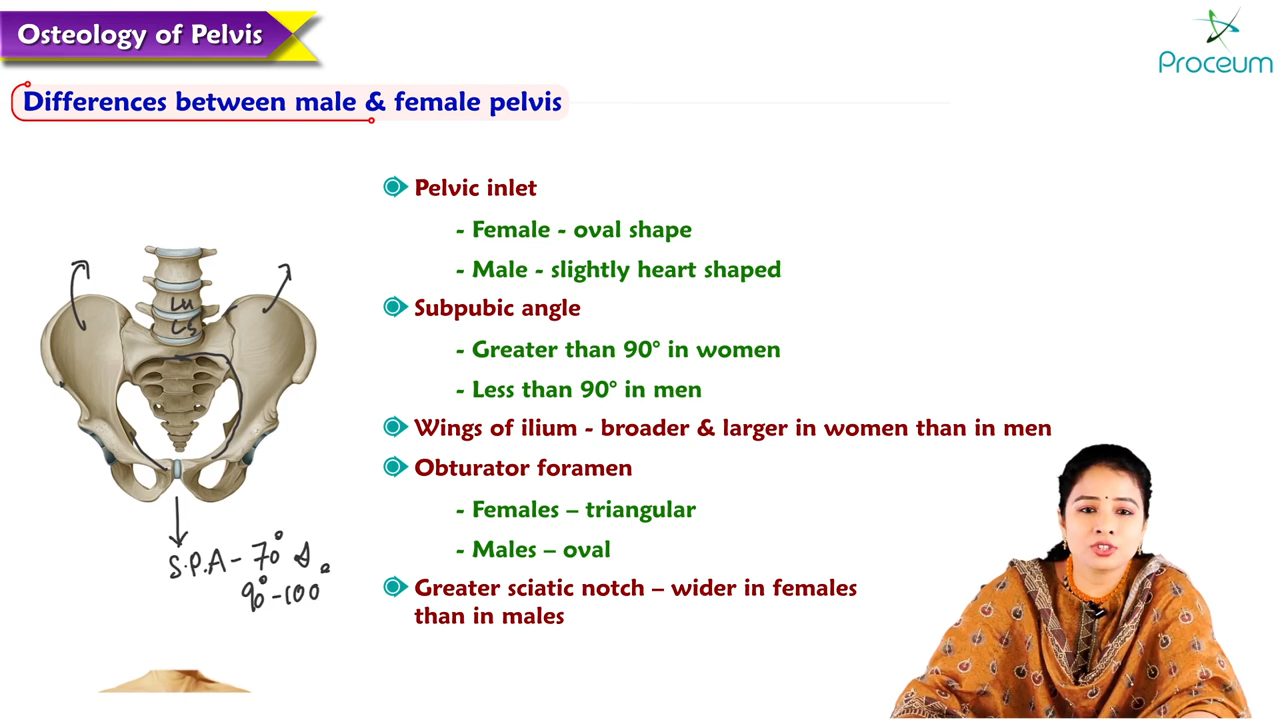 Osteology of Pelvis
Proceum
Differences between male & female pelvis
Pelvic inlet
- Female - oval shape
- Male - slightly heart shaped
Subpubic angle
- Greater than 90° in women
- Less than 90° in men
Wings of ilium - broader & larger in women than in men
Obturator foramen
- Females – triangular
- Males – oval
Greater sciatic notch – wider in females
than in males
L4
L5
S.P.A - 70°
90° - 100